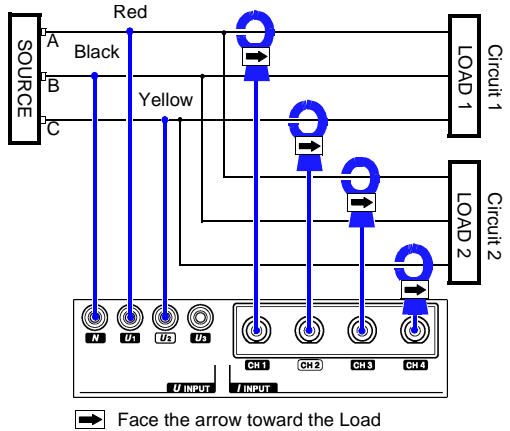 Red
A
Black
B
Yellow
C
SOURCE
LOAD 1
Circuit 1
LOAD 2
Circuit 2
N U1 U2 U3
CH 1 CH 2 CH 3 CH 4
U INPUT I INPUT
Face the arrow toward the Load